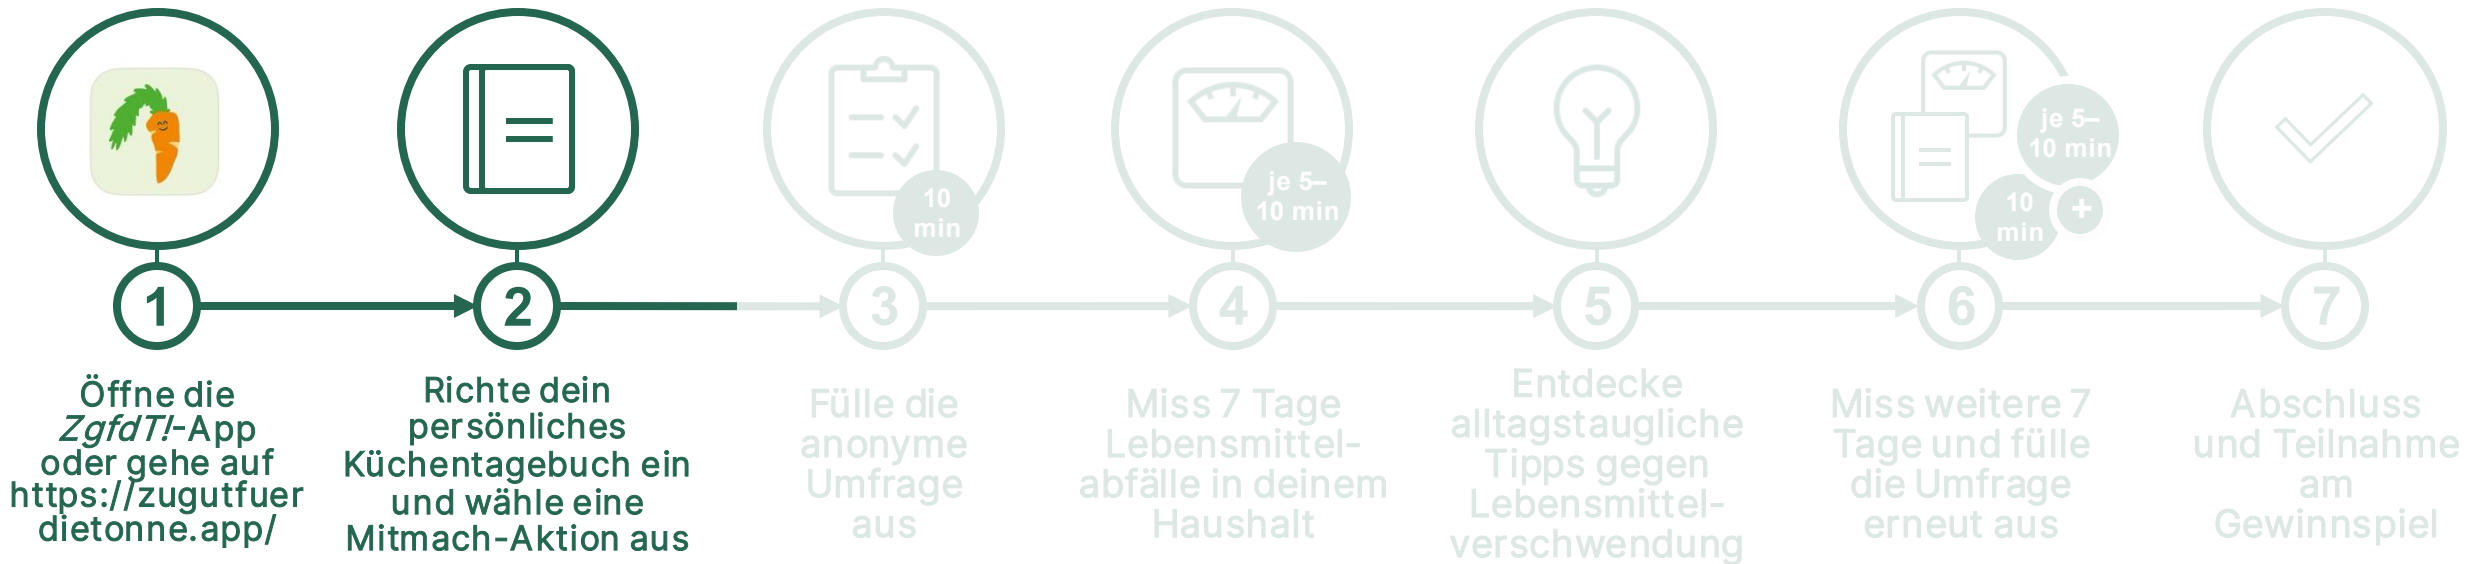 10
min
je 5–
10 min
je 5–
10 min
10
min
+
1
2
3
4
5
6
7
Öffne die
ZgfdT!-App
oder gehe auf
https://zugutfuer
dietonne.app/
Richte dein
persönliches
Küchentagebuch ein
und wähle eine
Mitmach-Aktion aus
Fülle die
anonyme
Umfrage
aus
Miss 7 Tage
Lebensmittel-
abfälle in deinem
Haushalt
Entdecke
alltagstaugliche
Tipps gegen
Lebensmittel-
verschwendung
Miss weitere 7
Tage und fülle
die Umfrage
erneut aus
Abschluss
und Teilnahme
am
Gewinnspiel